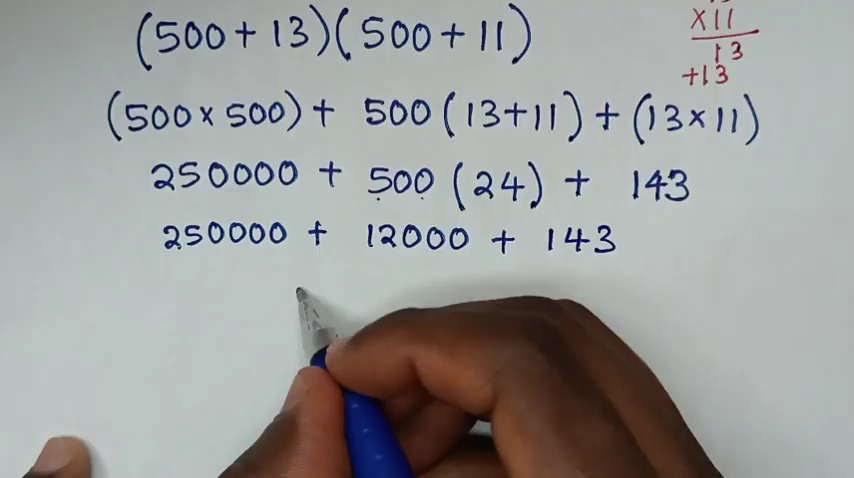 (500 + 13)(500 + 11)
×11
13
+13
(500 × 500) + 500 (13+11) + (13 × 11)
250000 + 500 (24) + 143
250000 + 12000 + 143